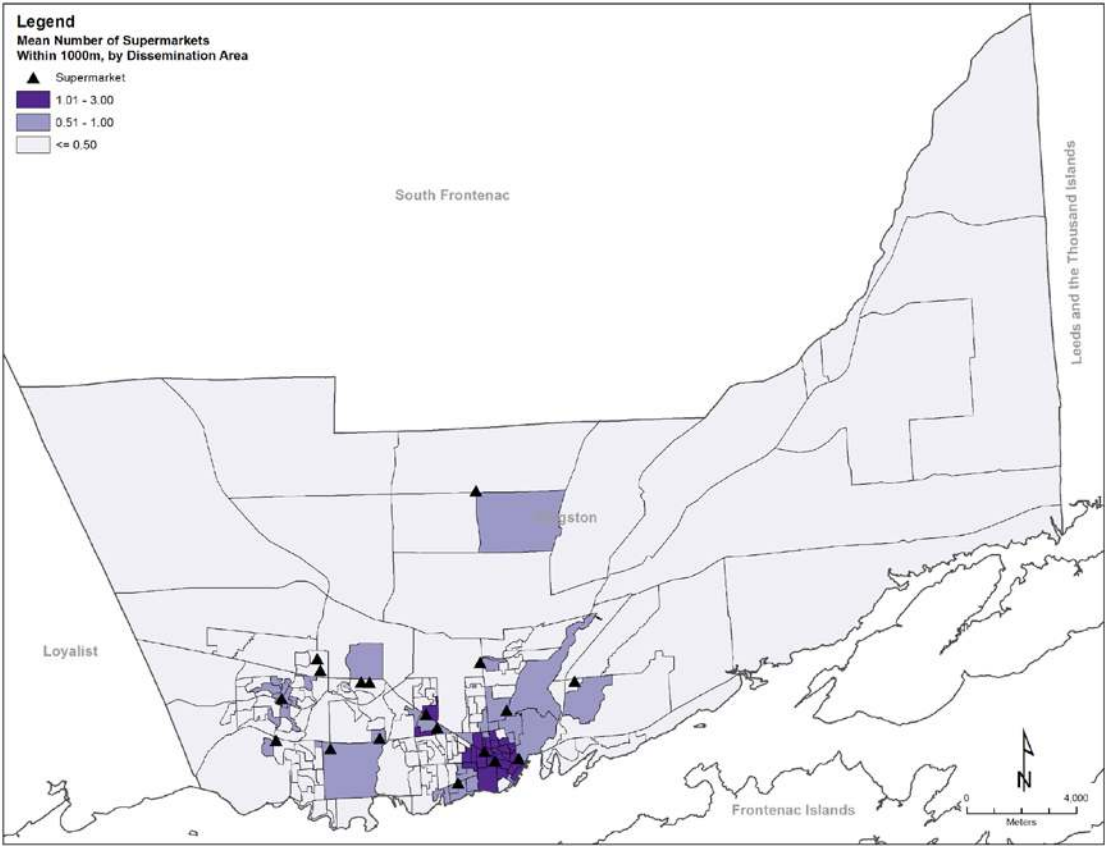 Legend
Mean Number of Supermarkets
Within 1000m, by Dissemination Area
Supermarket
1.01 - 3.00
0.51 - 1.00
<= 0.50
South Frontenac
Leeds and the Thousand Islands
Kingston
Loyalist
Frontenac Islands
N
0 4,000
Meters